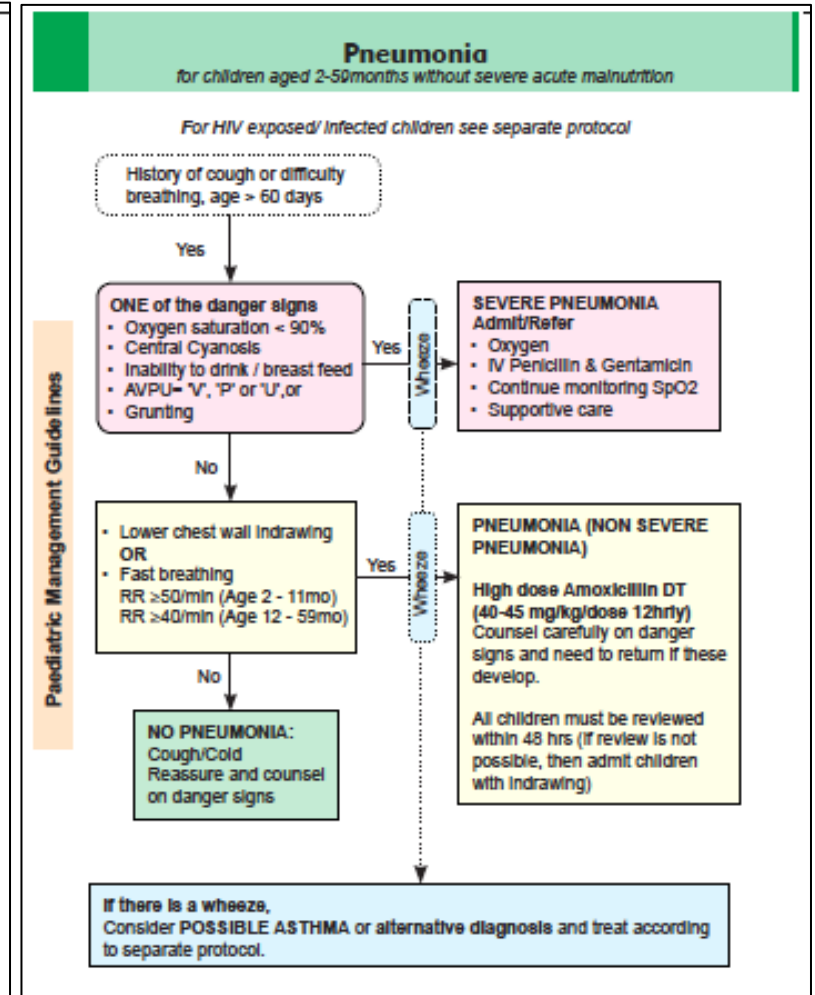 Pneumonia
for children aged 2-59months without severe acute malnutrition
For HIV exposed/ infected children see separate protocol
History of cough or difficulty
breathing, age > 60 days
Yes
ONE of the danger signs
• Oxygen saturation < 90%
• Central Cyanosis
• Inability to drink / breast feed
• AVPU= 'V', 'P' or 'U',or
• Grunting
Yes
Wheeze
SEVERE PNEUMONIA
Admit/Refer
• Oxygen
• IV Penicillin & Gentamicin
• Continue monitoring SpO2
• Supportive care
No
• Lower chest wall indrawing
OR
• Fast breathing
RR ≥50/min (Age 2 - 11mo)
RR ≥40/min (Age 12 - 59mo)
Yes
Wheeze
PNEUMONIA (NON SEVERE
PNEUMONIA)
High dose Amoxicillin DT
(40-45 mg/kg/dose 12hrly)
Counsel carefully on danger
signs and need to return if these
develop.
All children must be reviewed
within 48 hrs (if review is not
possible, then admit children
with indrawing)
No
NO PNEUMONIA:
Cough/Cold
Reassure and counsel
on danger signs
If there is a wheeze,
Consider POSSIBLE ASTHMA or alternative diagnosis and treat according
to separate protocol.
Paediatric Management Guidelines